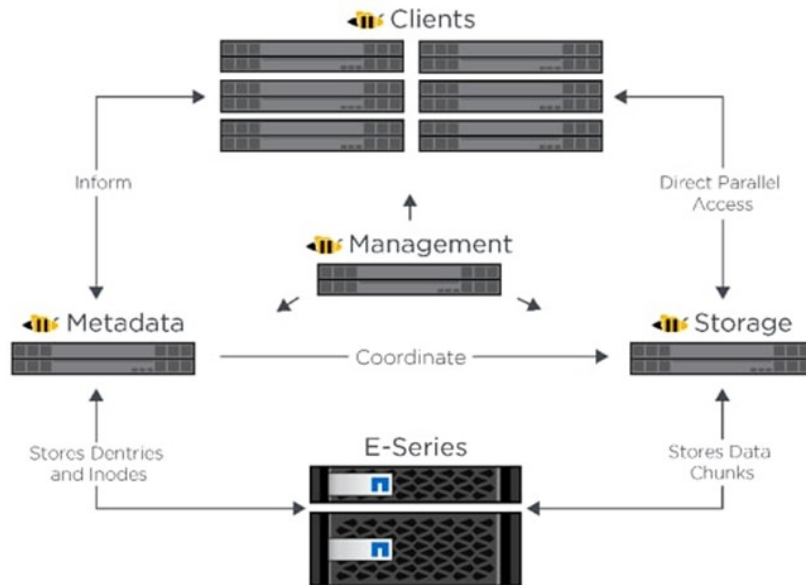 Clients
Inform
Direct Parallel
Access
Management
Metadata
Storage
Coordinate
Stores Dentries
and Inodes
E-Series
Stores Data
Chunks